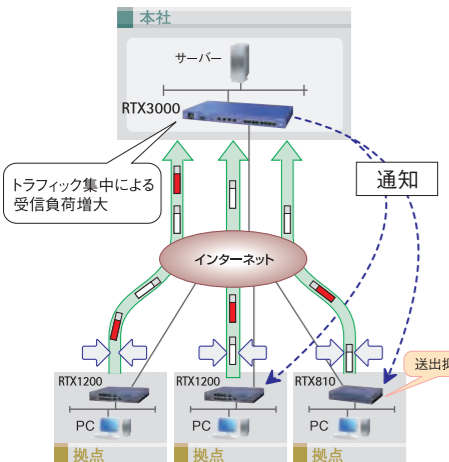 本社
サーバー
RTX3000
トラフィック集中による
受信負荷増大
通知
インターネット
送出
RTX1200
RTX1200
RTX810
PC
PC
PC
拠点
拠点
拠点